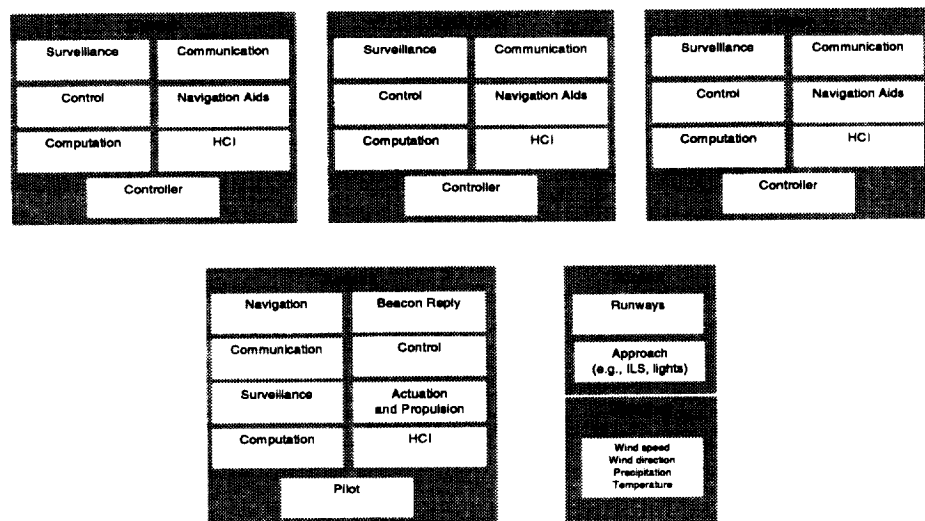 Surveillance Communication
Control Navigation Aids
Computation HCI
Controller
Surveillance Communication
Control Navigation Aids
Computation HCI
Controller
Surveillance Communication
Control Navigation Aids
Computation HCI
Controller
Navigation Beacon Reply
Communication Control
Surveillance Actuation
and Propulsion
Computation HCI
Pilot
Runways
Approach
(e.g., ILS, lights)
Wind speed
Wind direction
Precipitation
Temperature